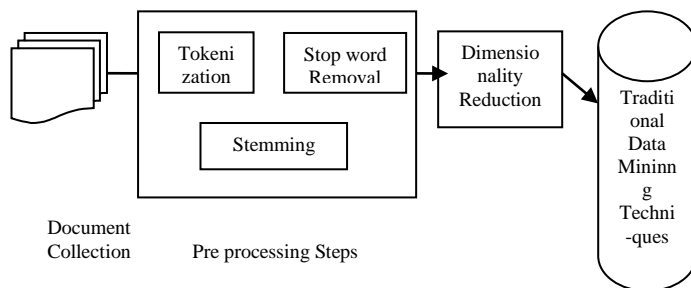 Tokeni
zation
Stop word
Removal
Stemming
Dimensio
nality
Reduction
Traditi
onal
Data
Mininn
g
Techni
-ques
Document
Collection
Pre processing Steps